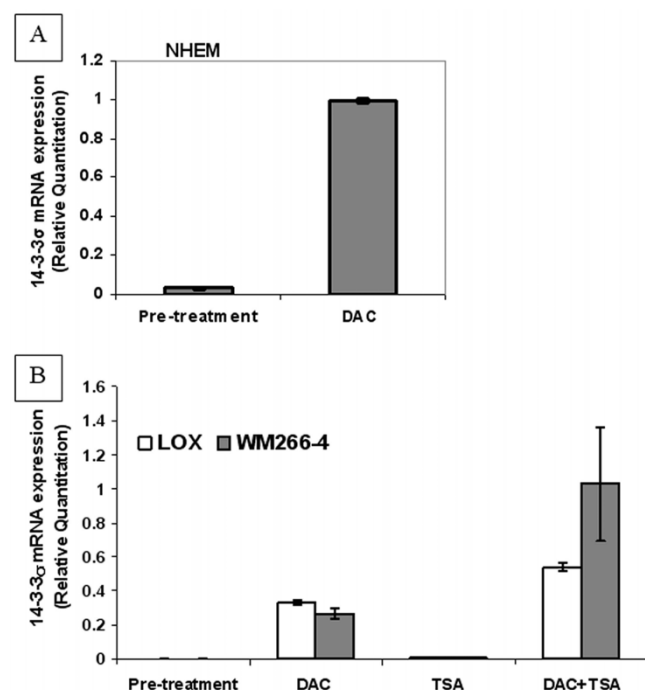 A
NHEM
14-3-3σ mRNA expression
(Relative Quantitation)
1.2
1
0.8
0.6
0.4
0.2
0
Pre-treatment DAC
B
14-3-3σ mRNA expression
(Relative Quantitation)
1.6
1.4
1.2
1
0.8
0.6
0.4
0.2
0
LOX WM266-4
Pre-treatment DAC TSA DAC+TSA